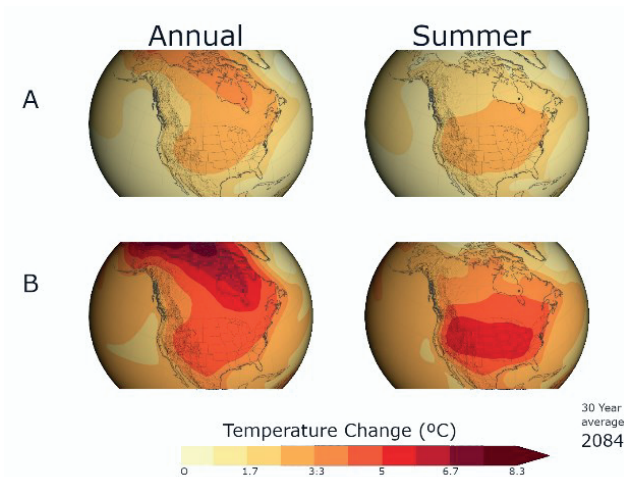 Annual Summer
A
B
30 Year
average
2084
Temperature Change (ºC)
0 1.7 3:3 5 6.7 8.3